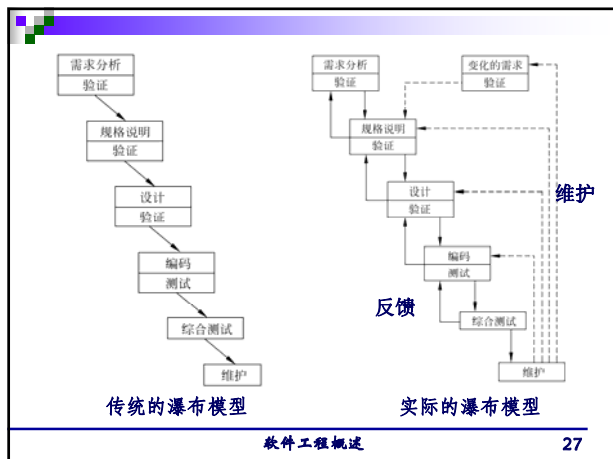 需求分析
验证
规格说明
验证
设计
验证
编码
测试
综合测试
维护
传统的瀑布模型
需求分析
验证
变化的需求
验证
规格说明
验证
设计
验证
维护
编码
测试
反馈
综合测试
维护
实际的瀑布模型
软件工程概述
27